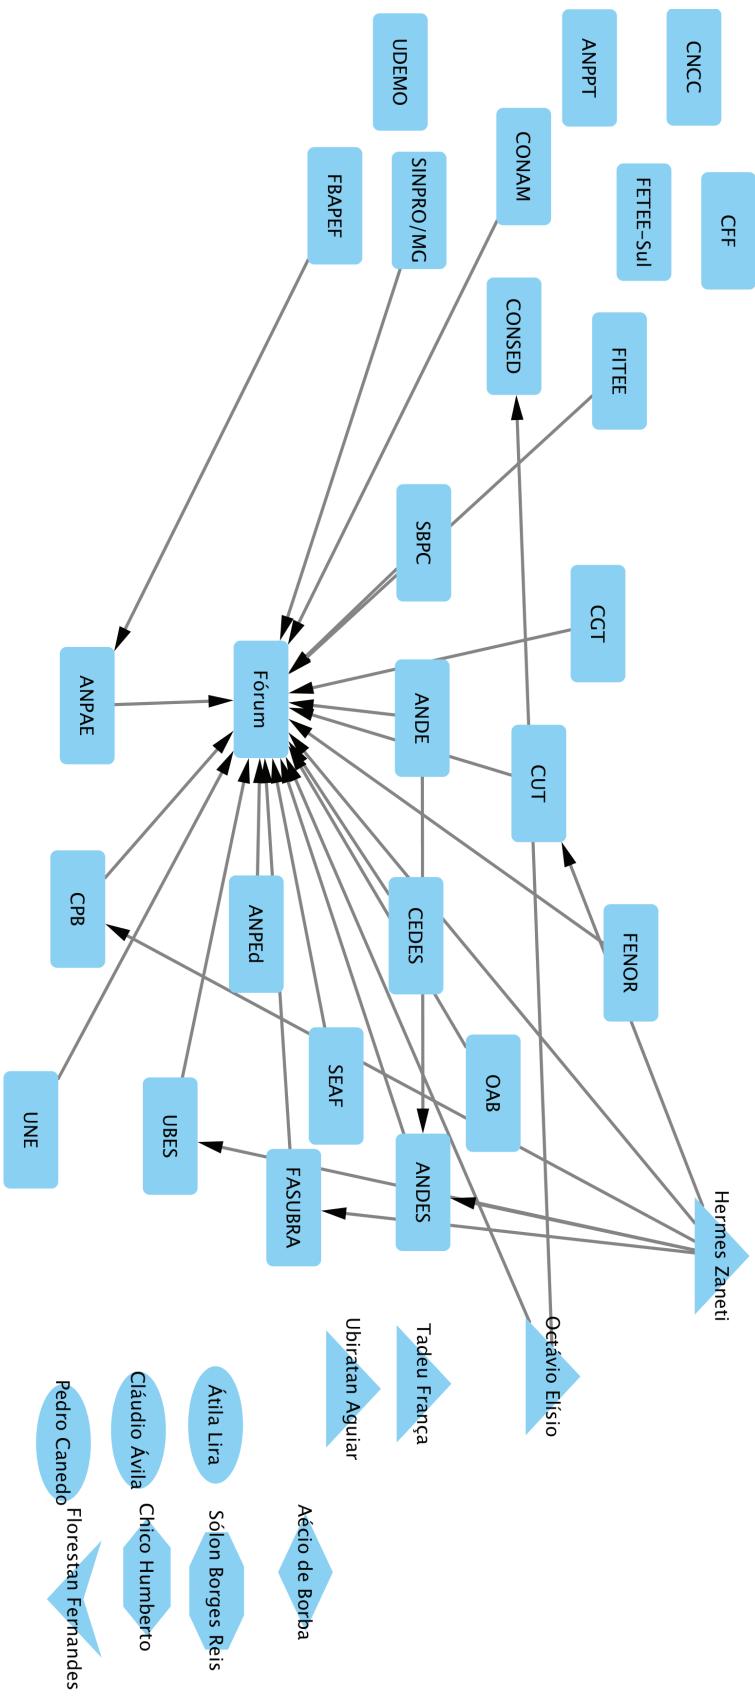 CNCC
CFF
ANPPT
FETEE-Sul
FITEE
CONAM
CONSED
UDEMO
SINPRO/MG
FBAPEF
SBPC
CGT
ANDE
CUT
Fórum
ANPAE
FENOR
CEDES
ANPEd
CPB
OAB
SEAF
ANDES
FASUBRA
UBES
UNE
Hermes Zaneti
Octávio Elísio
Tadeu França
Ubiratan Aguiar
Átila Lira
Cláudio Ávila
Pedro Canedo
Aécio de Borba
Sólon Borges Reis
Chico Humberto
Florestan Fernandes